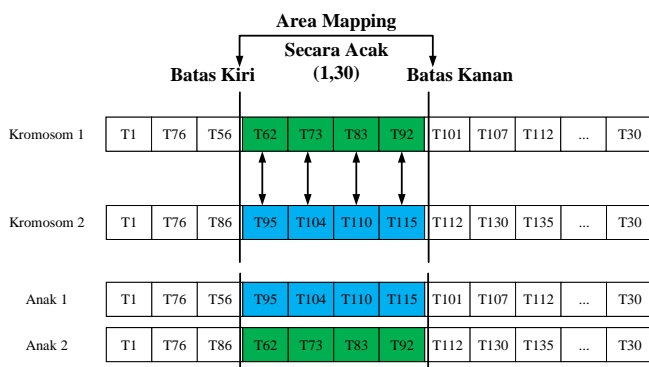 Area Mapping
Secara Acak
(1,30)
Batas Kiri
Batas Kanan
Kromosom 1 T1 T76 T56 T62 T73 T83 T92 T101 T107 T112 ... T30
Kromosom 2 T1 T76 T86 T95 T104 T110 T115 T112 T130 T135 ... T30
Anak 1 T1 T76 T56 T95 T104 T110 T115 T101 T107 T112 ... T30
Anak 2 T1 T76 T86 T62 T73 T83 T92 T112 T130 T135 ... T30